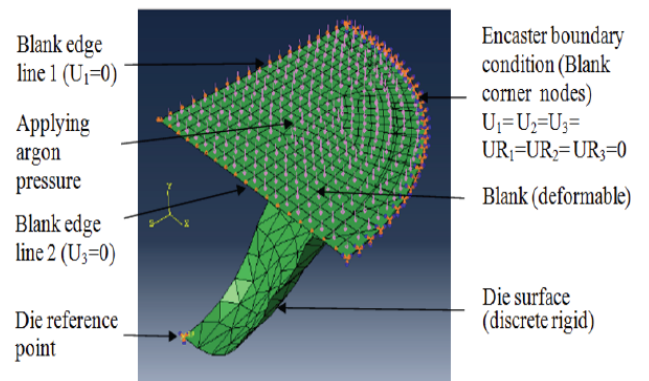 Blank edge
line 1 (U₁=0)
Applying
argon
pressure
Blank edge
line 2 (U₃=0)
Die reference
point
Encaster boundary
condition (Blank
corner nodes)
U₁= U₂=U₃=
UR₁=UR₂= UR₃=0
Blank (deformable)
Die surface
(discrete rigid)
Y
X